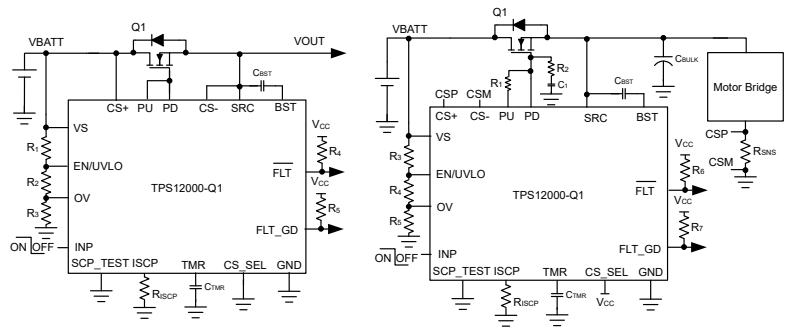 Q1
VBATT
VOUT
CBST
CS+ PU PD CS- SRC BST
VS
R1
EN/UVLO
R2
OV
R3
ON OFF INP
TPS12000-Q1
VCC
R4
FLT
VCC
R5
FLT_GD
SCP_TEST ISCP TMR CS_SEL GND
RISCP
CTMR
Q1
VBATT
R2
R1
C1
CBST
CBULK
Motor Bridge
CSP CSM
CS+ CS- PU PD SRC BST
CSP
RSNS
CSM
VS
R3
EN/UVLO
R4
OV
R5
ON OFF INP
TPS12000-Q1
VCC
R6
FLT
VCC
R7
FLT_GD
SCP_TEST ISCP TMR CS_SEL GND
RISCP
CTMR
VCC